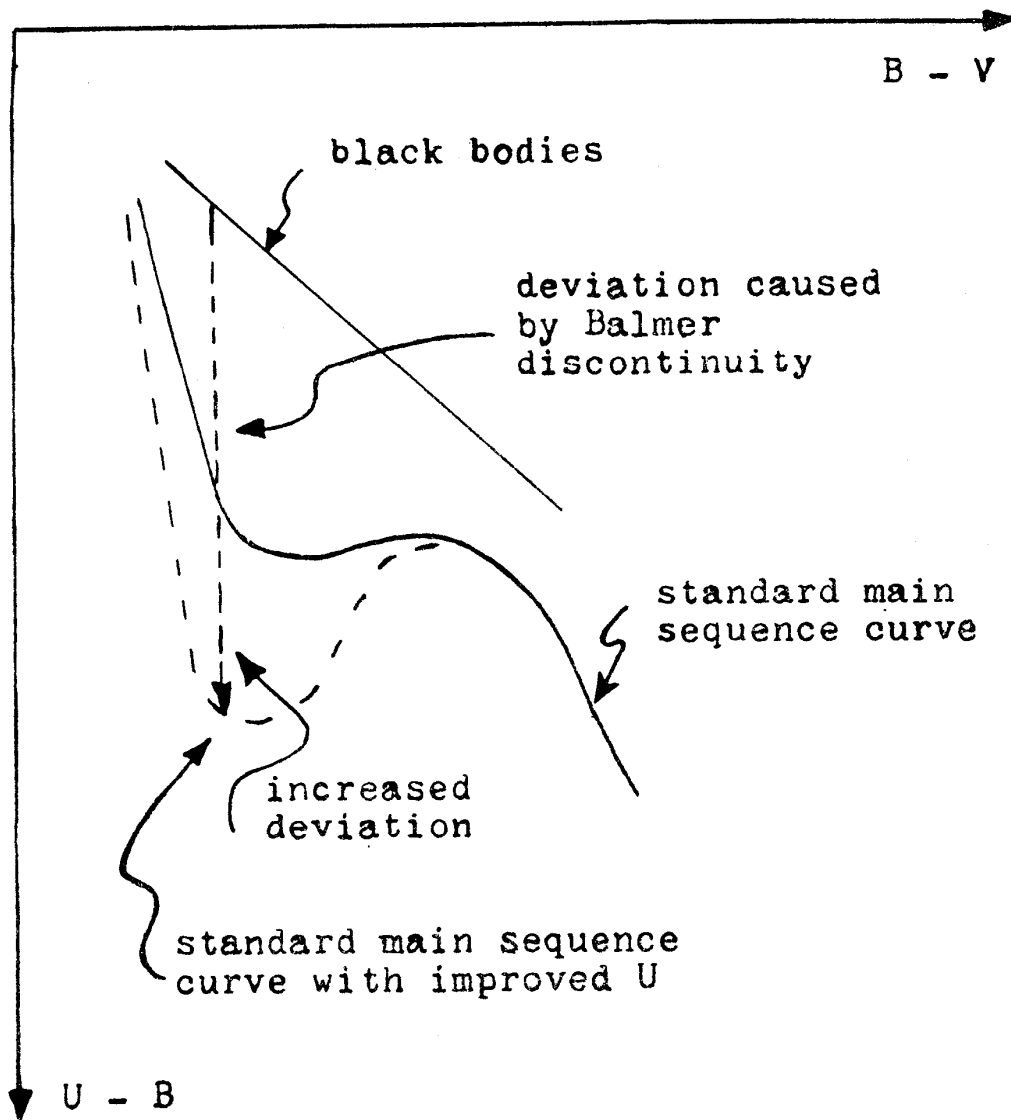 B - V
black bodies
deviation caused
by Balmer
discontinuity
standard main
sequence curve
increased
deviation
standard main sequence
curve with improved U
U - B